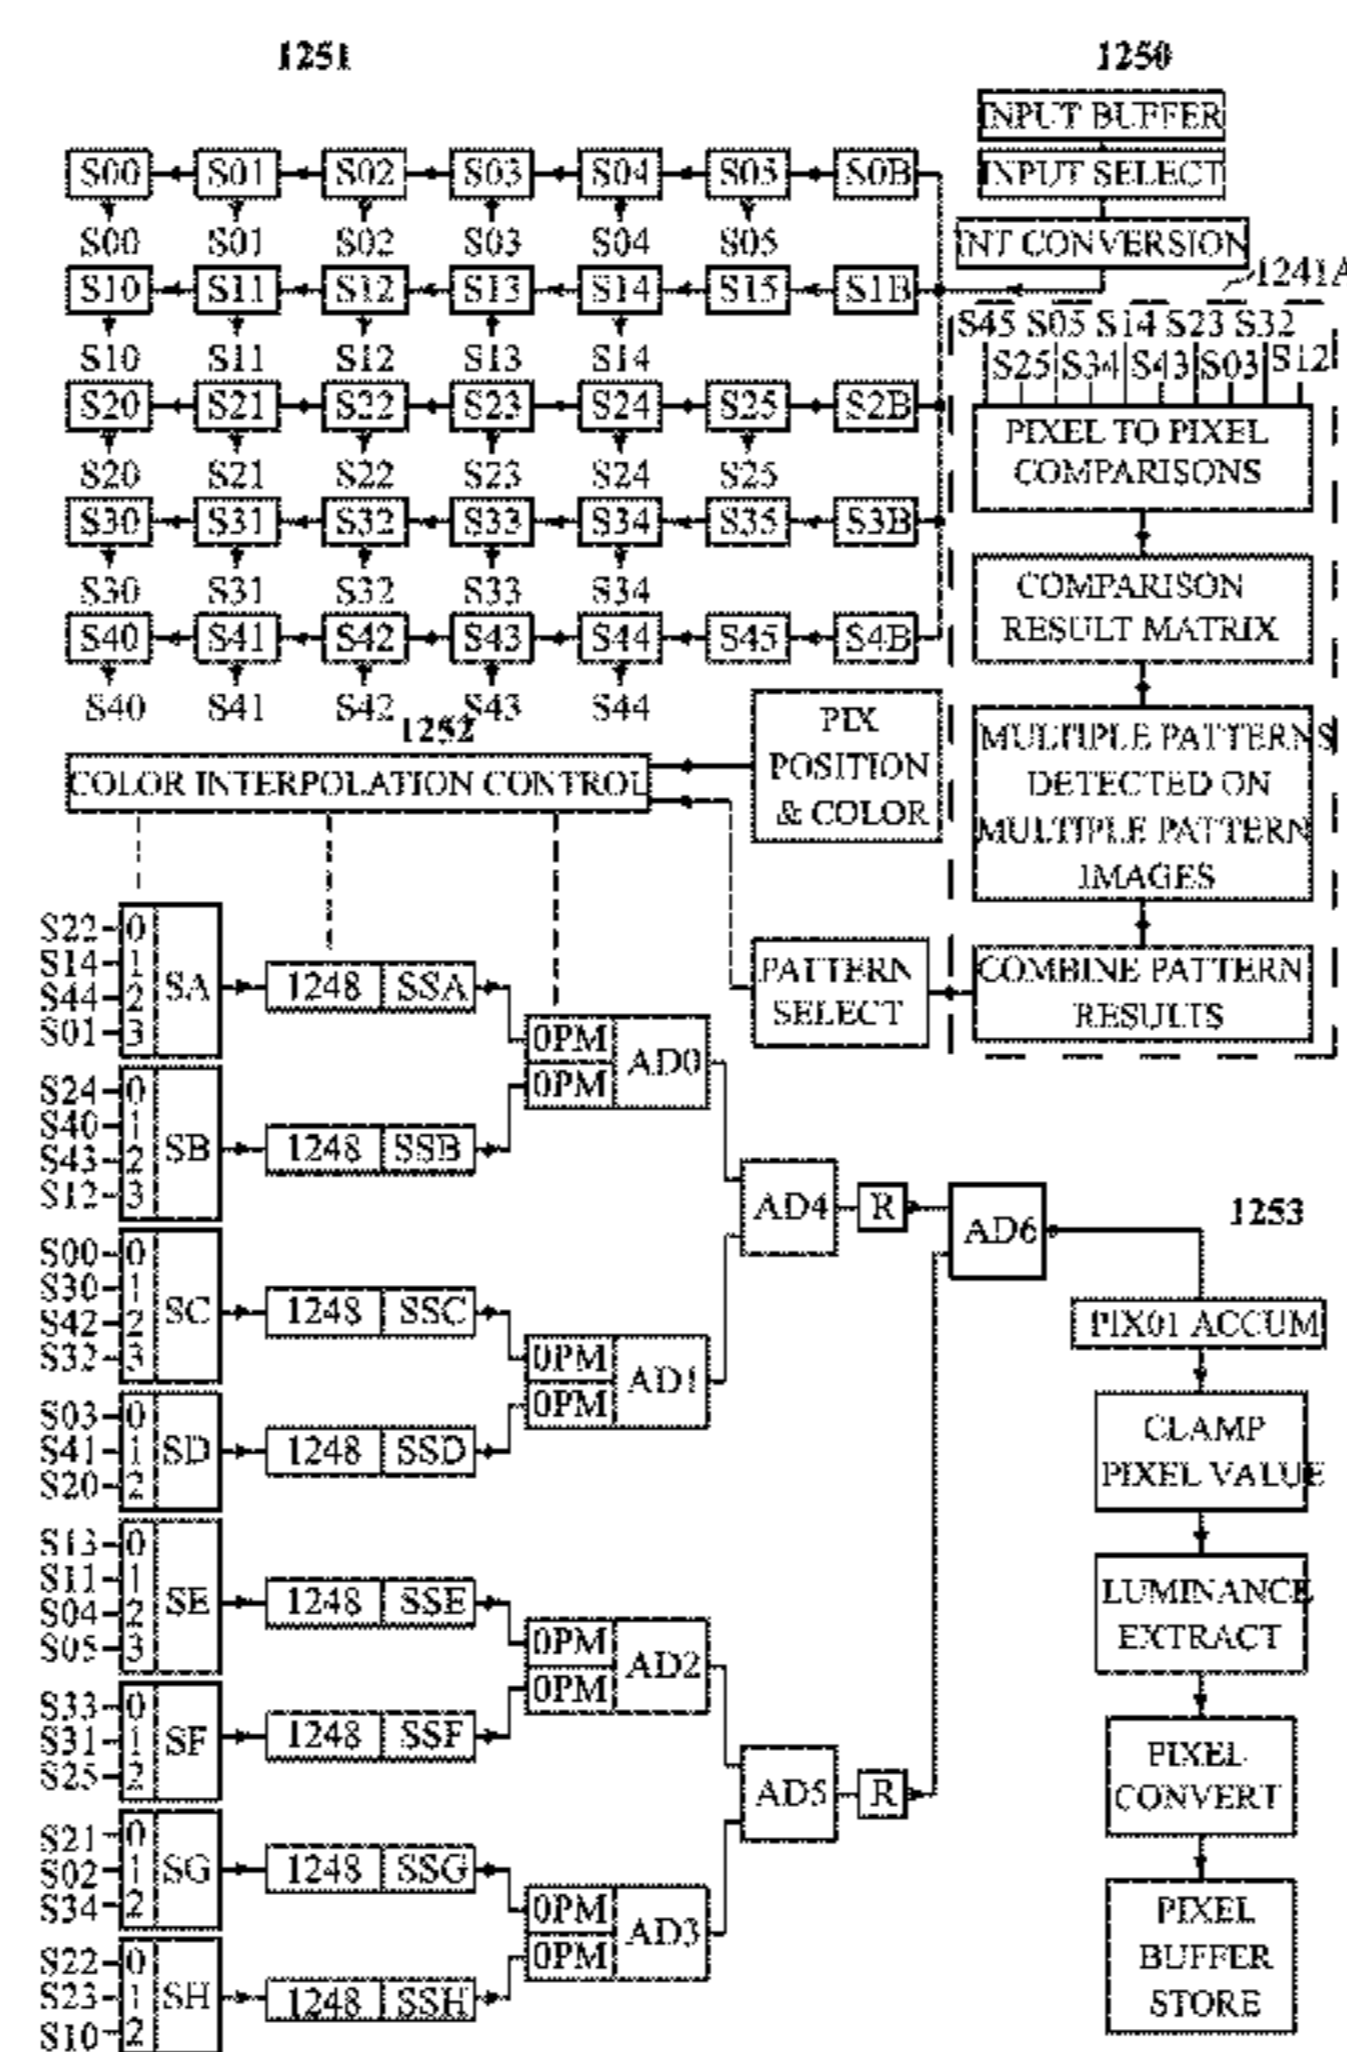 1251
1250
INPUT BUFFER
INPUT SELECT
INT CONVERSION
S00 S01 S02 S03 S04 S05 S0B
S00 S01 S02 S03 S04 S05
S10 S11 S12 S13 S14 S15 S1B
S10 S11 S12 S13 S14
S20 S21 S22 S23 S24 S25 S2B
S20 S21 S22 S23 S24 S25
S30 S31 S32 S33 S34 S35 S3B
S30 S31 S32 S33 S34
S40 S41 S42 S43 S44 S45 S4B
S40 S41 S42 S43 S44
1241A
S45 S05 S14 S23 S32
S25 S34 S43 S03 S12
PIXEL TO PIXEL
COMPARISONS
COMPARISON
RESULT MATRIX
MULTIPLE PATTERNS
DETECTED ON
MULTIPLE PATTERN
IMAGES
COMBINE PATTERN
RESULTS
PATTERN
SELECT
PIX
POSITION
& COLOR
1252
COLOR INTERPOLATION CONTROL
S22 0
S14 1
S44 2
S01 3
SA
1248 SSA
S24 0
S40 1
S43 2
S12 3
SB
1248 SSB
0PM
0PM
AD0
S00 0
S30 1
S42 2
S32 3
SC
1248 SSC
S03 0
S41 1
S20 2
SD
1248 SSD
0PM
0PM
AD1
AD4
R
S13 0
S11 1
S04 2
S05 3
SE
1248 SSE
S33 0
S31 1
S25 2
SF
1248 SSF
0PM
0PM
AD2
S21 0
S02 1
S34 2
SG
1248 SSG
S22 0
S23 1
S10 2
SH
1248 SSH
0PM
0PM
AD3
AD5
R
AD6
1253
PIX01 ACCUM
CLAMP
PIXEL VALUE
LUMINANCE
EXTRACT
PIXEL
CONVERT
PIXEL
BUFFER
STORE